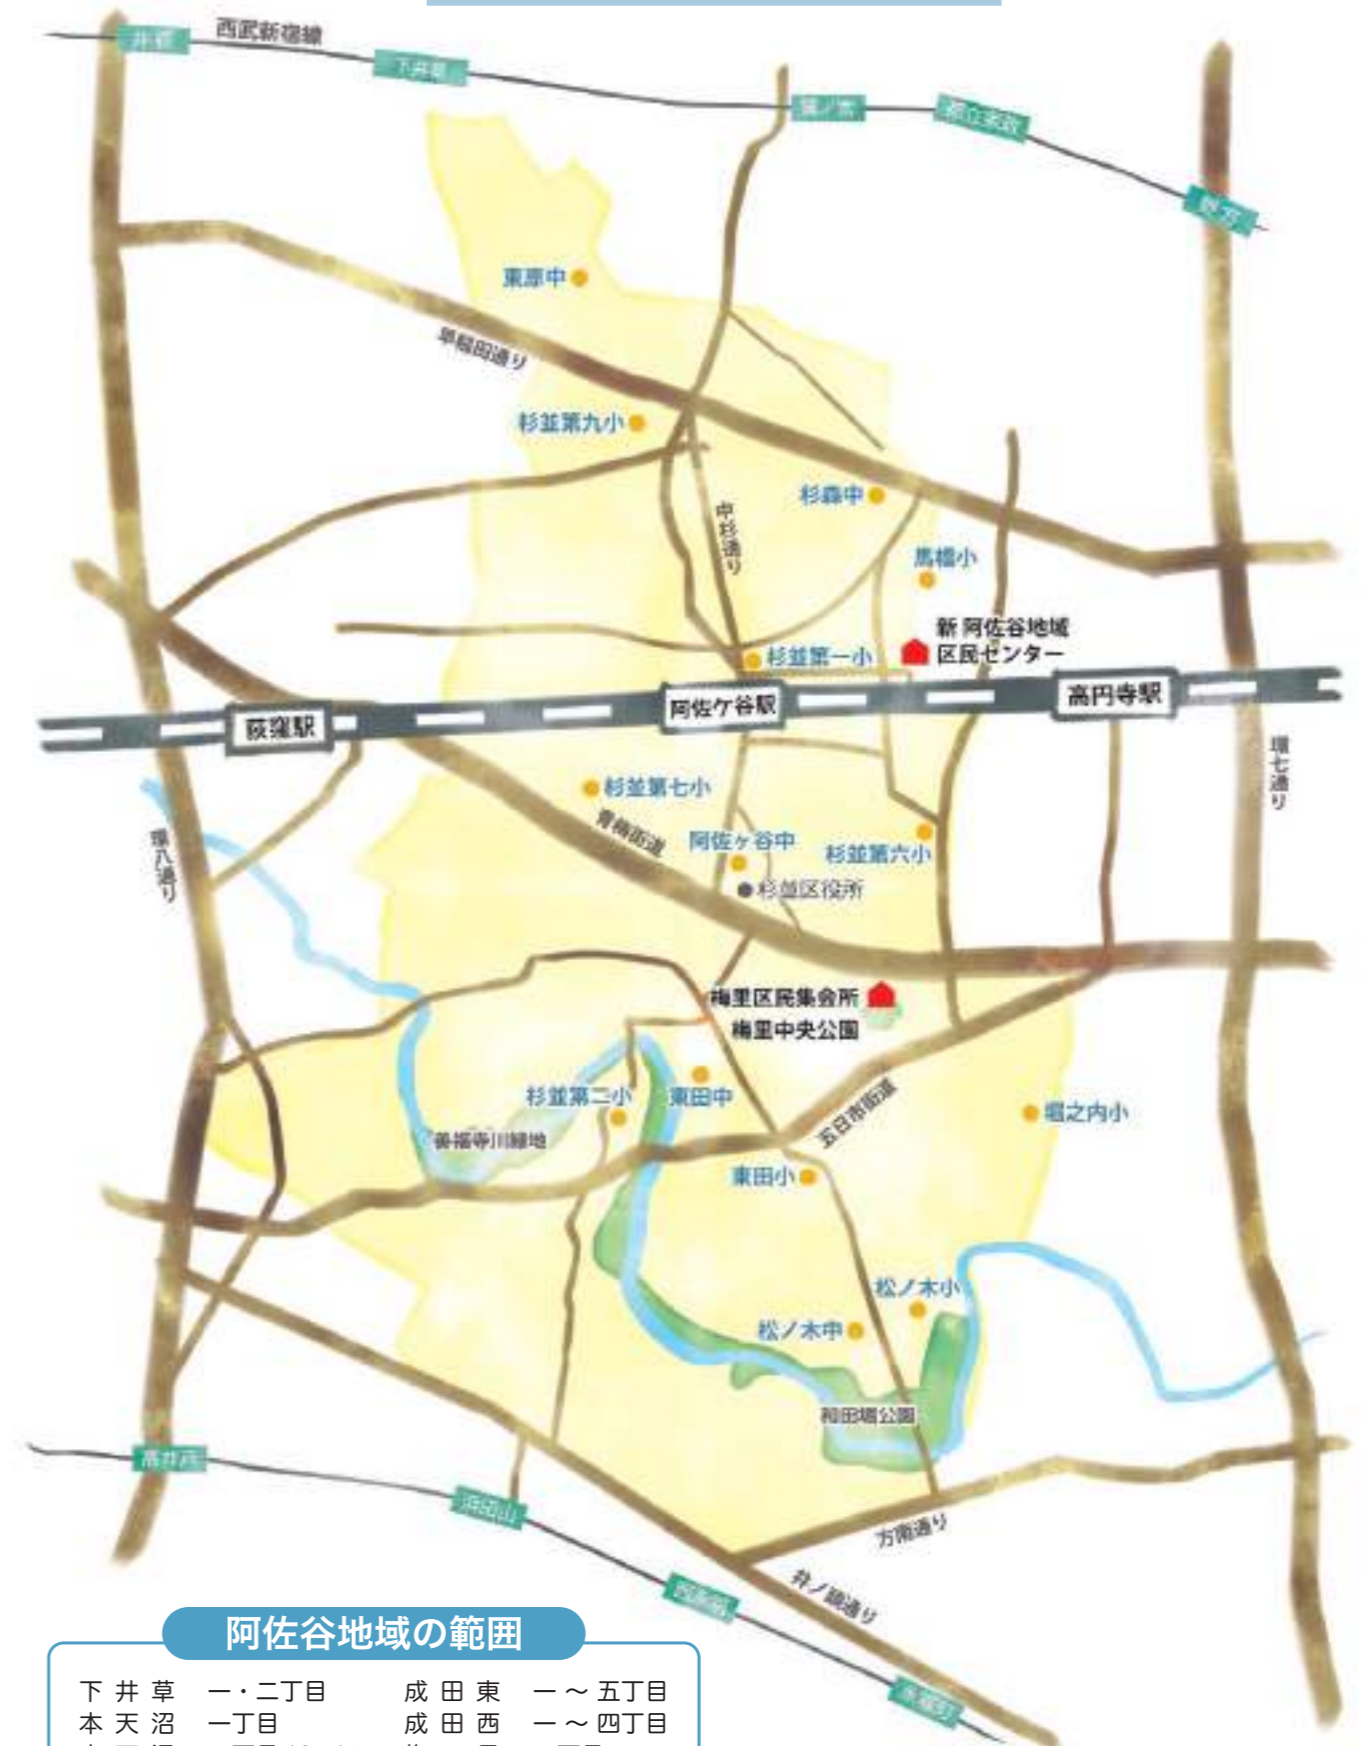 西武新宿線
下井草
鷺ノ宮
都立家政
野方
東原中
早稲田通り
杉並第九小
杉森中
中杉通り
馬橋小
新 阿佐谷地域
区民センター
杉並第一小
荻窪駅
阿佐ケ谷駅
高円寺駅
環七通り
杉並第七小
青梅街道
阿佐ヶ谷中
杉並第六小
環八通り
杉並区役所
梅里区民集会所
梅里中央公園
杉並第二小
東田中
五日市街道
堀之内小
善福寺川緑地
東田小
松ノ木小
松ノ木中
和田堀公園
高井戸
浜田山
方南通り
井ノ頭通り
阿佐谷地域の範囲
下井草 一・二丁目 成田東 一～五丁目
本天沼 一丁目 成田西 一～四丁目